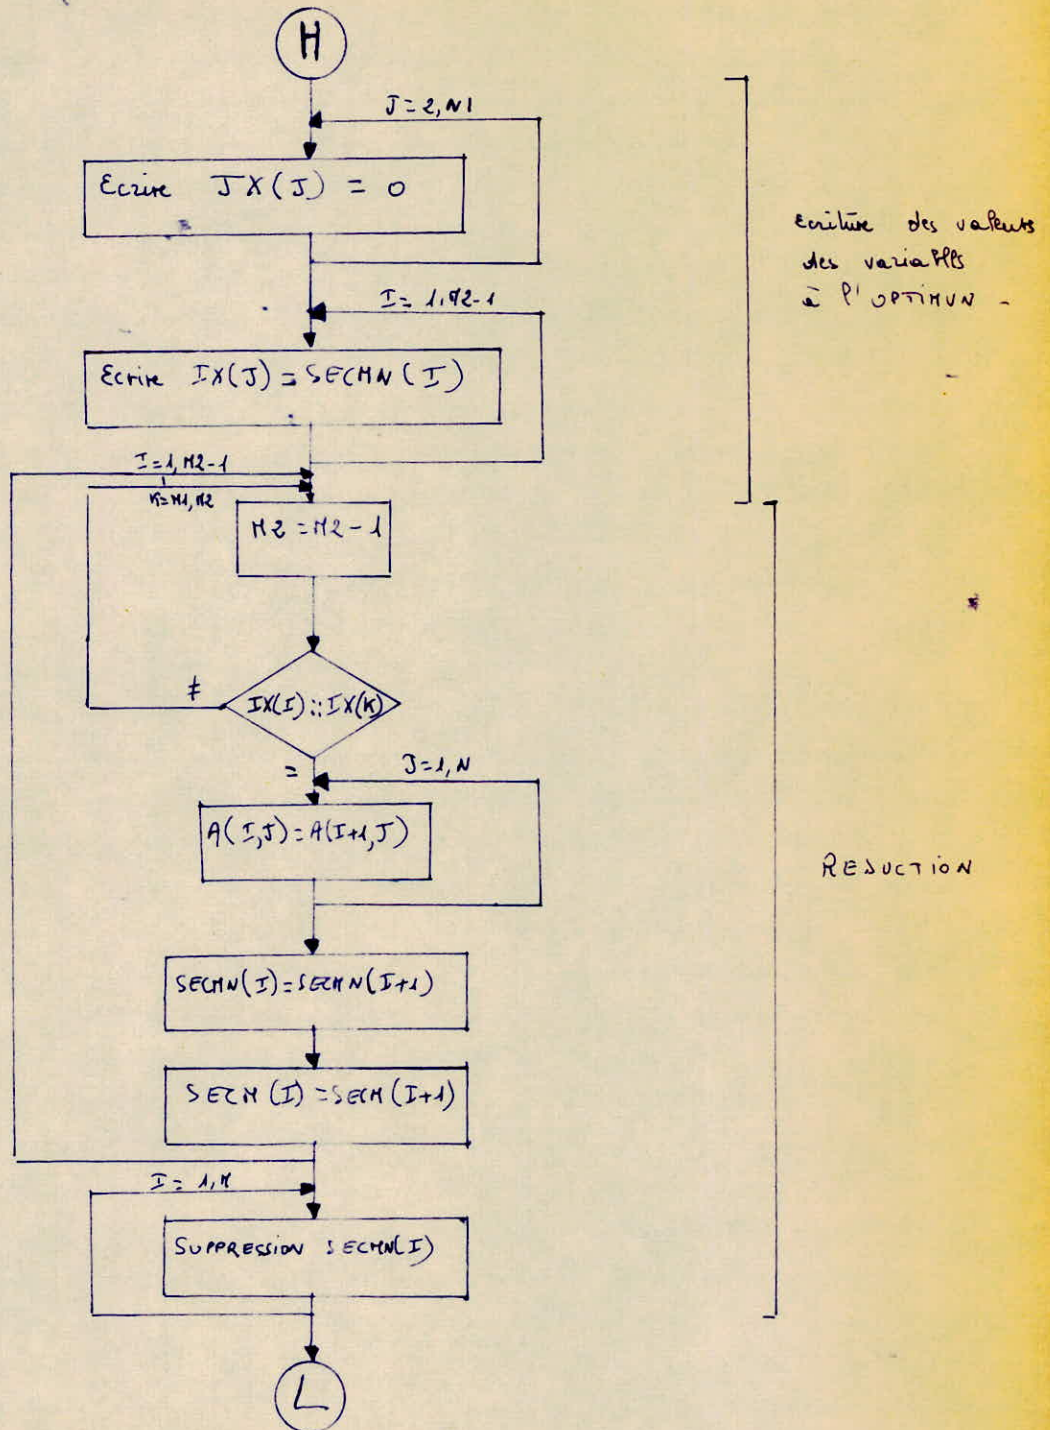 H
J=2,N1
Ecrire JX(J) = 0
Ecriture des valeurs
des variables
à l'OPTIMUN -
I= 1,M2-1
Ecrire IX(J)=SECMN(I)
I=1,M2-1
K=M1,M2
M2=M2-1
≠
IX(I)::IX(K)
=
J=1,N
A(I,J)=A(I+1,J)
REDUCTION
SECMN(I)=SECMN(I+1)
SECM(I)=SECM(I+1)
I= 1,M
SUPPRESSION SECMN(I)
L